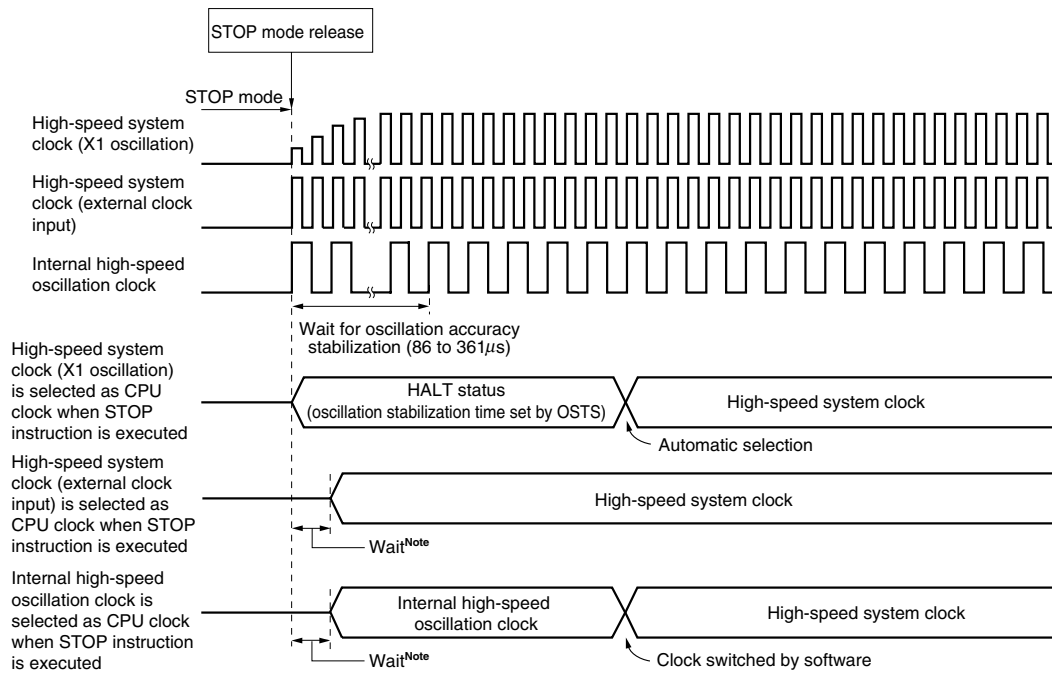 STOP mode release
STOP mode
High-speed system
clock (X1 oscillation)
High-speed system
clock (external clock
input)
Internal high-speed
oscillation clock
Wait for oscillation accuracy
stabilization (86 to 361μs)
High-speed system
clock (X1 oscillation)
is selected as CPU
clock when STOP
instruction is executed
HALT status
(oscillation stabilization time set by OSTS)
High-speed system clock
Automatic selection
High-speed system
clock (external clock
input) is selected as
CPU clock when STOP
instruction is executed
High-speed system clock
WaitNote
Internal high-speed
oscillation clock is
selected as CPU clock
when STOP instruction
is executed
Internal high-speed
oscillation clock
High-speed system clock
WaitNote
Clock switched by software